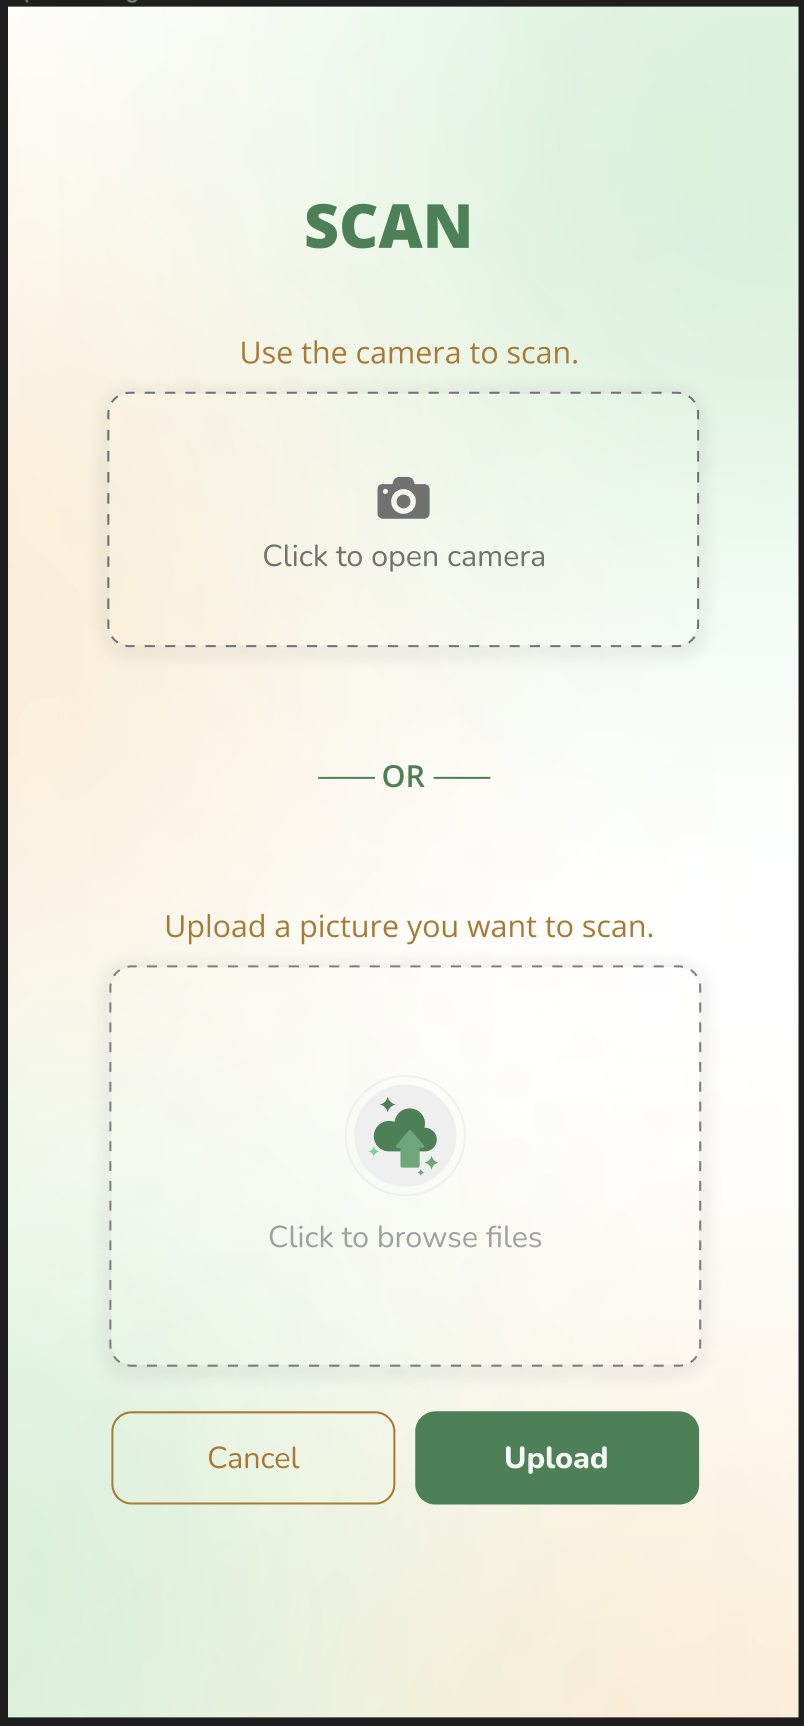 SCAN
Use the camera to scan.
Click to open camera
OR
Upload a picture you want to scan.
Click to browse files
Cancel
Upload